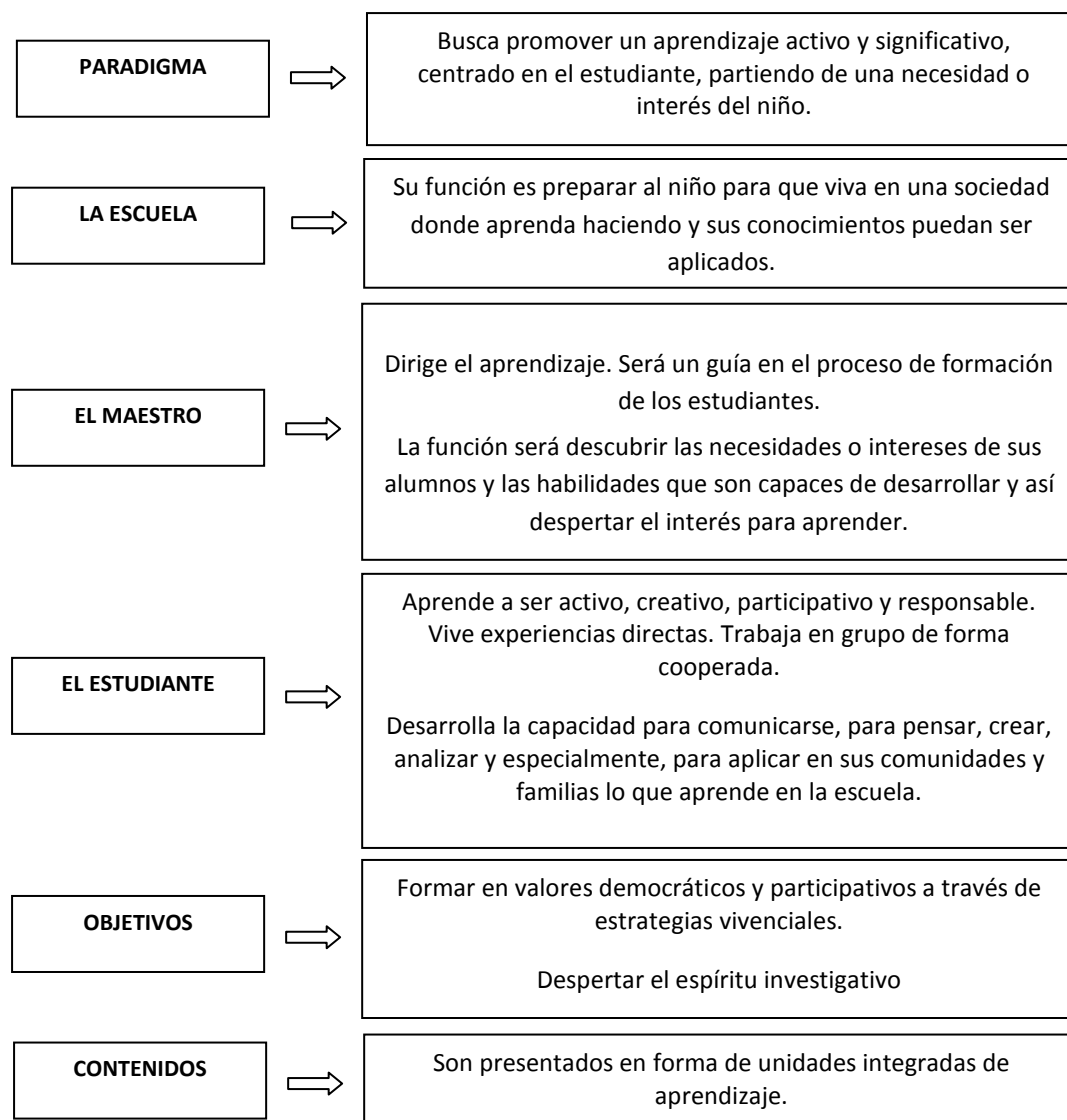 PARADIGMA
Busca promover un aprendizaje activo y significativo,
centrado en el estudiante, partiendo de una necesidad o
interés del niño.
LA ESCUELA
Su función es preparar al niño para que viva en una sociedad
donde aprenda haciendo y sus conocimientos puedan ser
aplicados.
EL MAESTRO
Dirige el aprendizaje. Será un guía en el proceso de formación
de los estudiantes.
La función será descubrir las necesidades o intereses de sus
alumnos y las habilidades que son capaces de desarrollar y así
despertar el interés para aprender.
EL ESTUDIANTE
Aprende a ser activo, creativo, participativo y responsable.
Vive experiencias directas. Trabaja en grupo de forma
cooperada.
Desarrolla la capacidad para comunicarse, para pensar, crear,
analizar y especialmente, para aplicar en sus comunidades y
familias lo que aprende en la escuela.
OBJETIVOS
Formar en valores democráticos y participativos a través de
estrategias vivenciales.
Despertar el espíritu investigativo
CONTENIDOS
Son presentados en forma de unidades integradas de
aprendizaje.